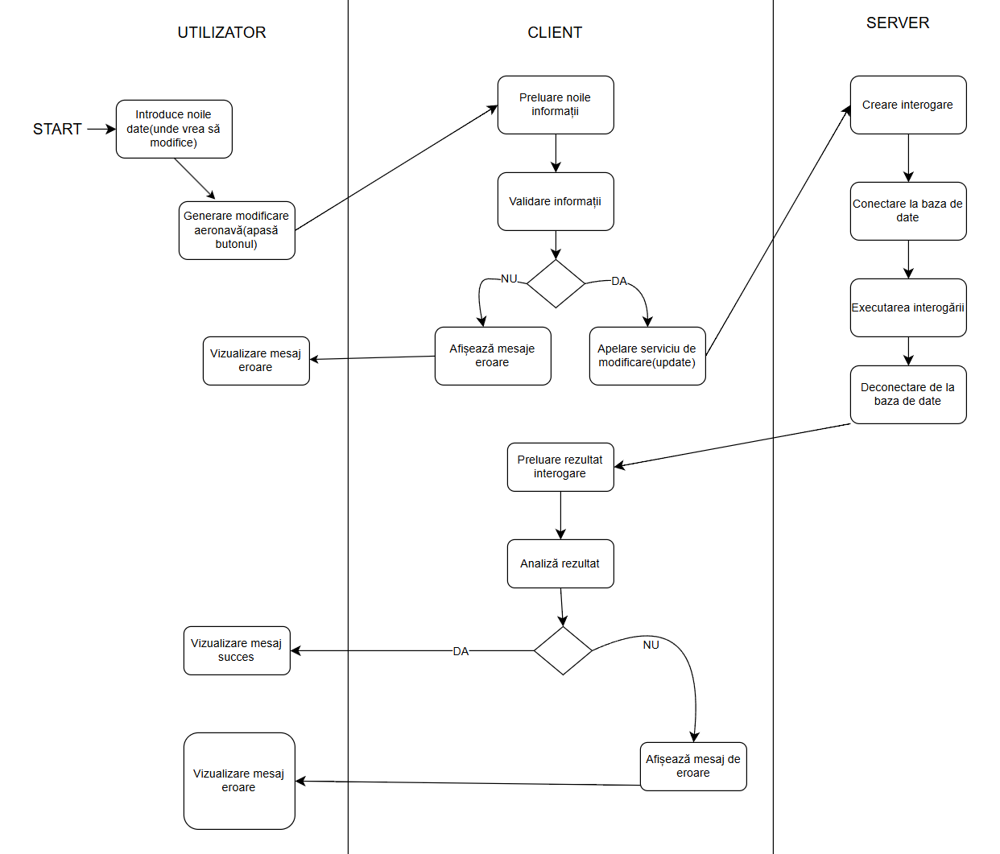 UTILIZATOR
CLIENT
SERVER
START
Introduce noile
date(unde vrea să
modifice)
Generare modificare
aeronavă(apasă
butonul)
Preluare noile
informații
Validare informații
NU
DA
Afișează mesaje
eroare
Apelare serviciu de
modificare(update)
Vizualizare mesaj
eroare
Creare interogare
Conectare la baza de
date
Executarea interogării
Deconectare de la
baza de date
Preluare rezultat
interogare
Analiză rezultat
DA
NU
Vizualizare mesaj
succes
Afișează mesaj de
eroare
Vizualizare mesaj
eroare